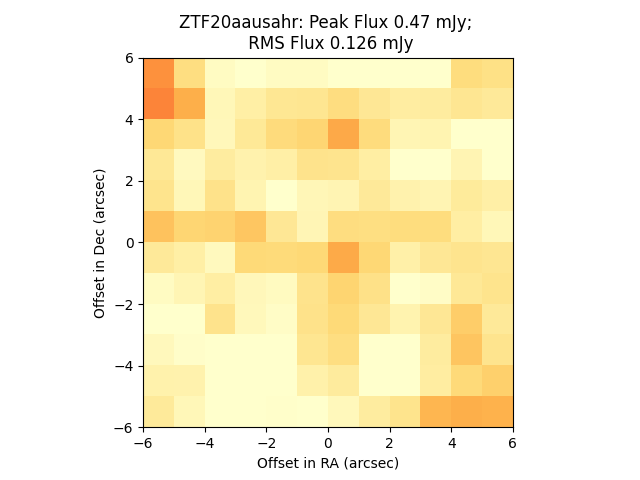 ZTF20aausahr: Peak Flux 0.47 mJy;
RMS Flux 0.126 mJy
6
4
2
0
−2
−4
−6
Offset in Dec (arcsec)
−6 −4 −2 0 2 4 6
Offset in RA (arcsec)